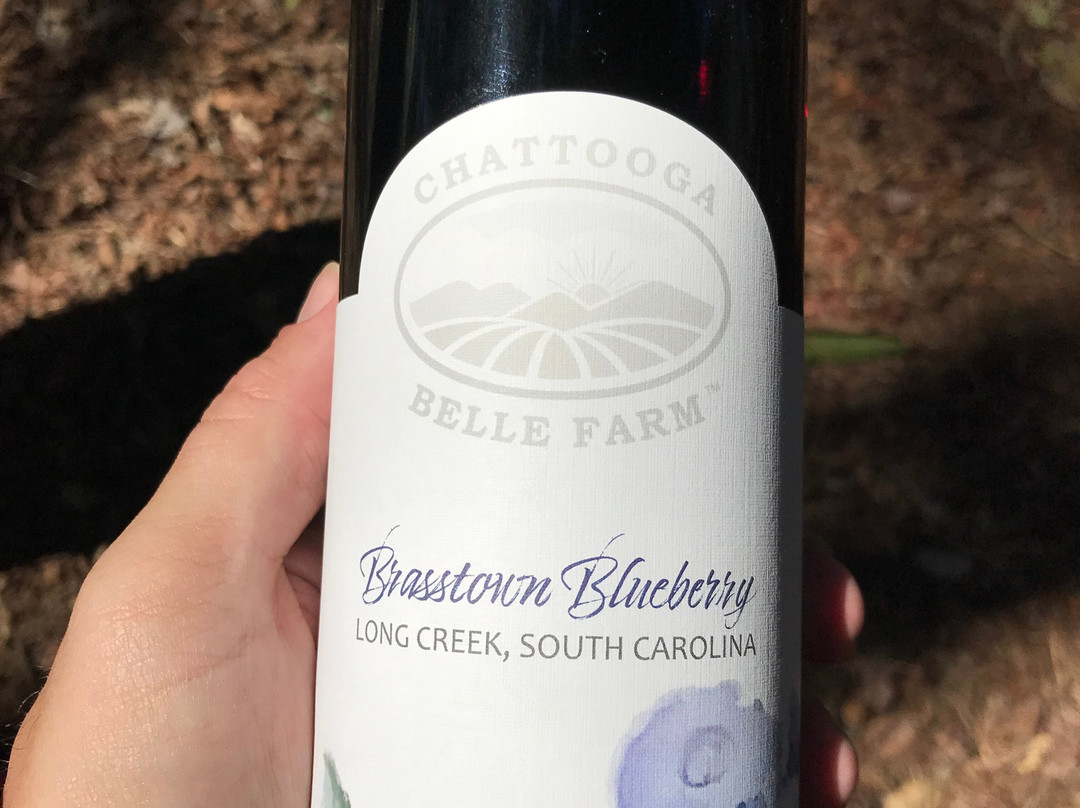 CHATTOOGA
BELLE FARM™
Brasstown Blueberry
LONG CREEK, SOUTH CAROLINA